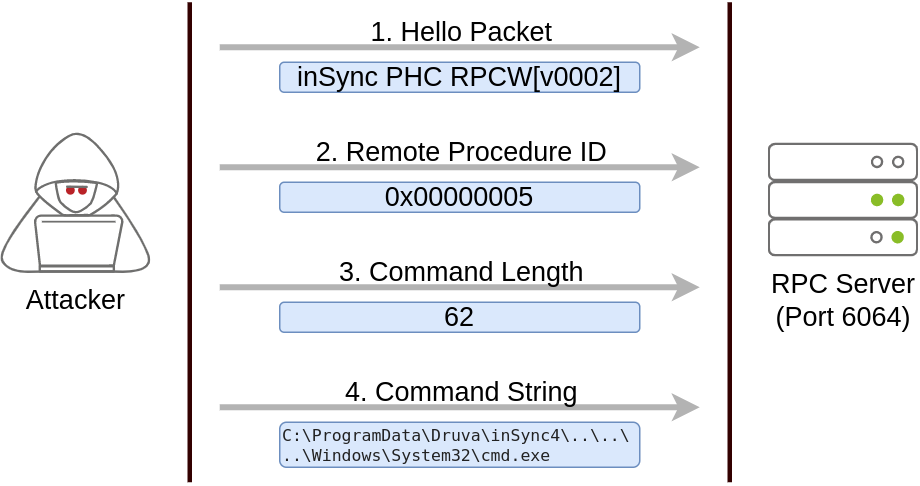 1. Hello Packet
inSync PHC RPCW[v0002]
2. Remote Procedure ID
0x00000005
3. Command Length
62
4. Command String
C:\ProgramData\Druva\inSync4\..\..\
..\Windows\System32\cmd.exe
Attacker
RPC Server
(Port 6064)